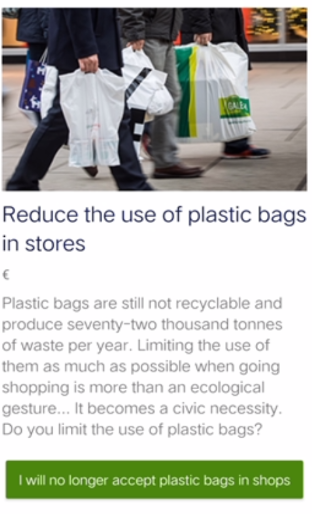 GALERIA
Reduce the use of plastic bags
in stores
€
Plastic bags are still not recyclable and
produce seventy-two thousand tonnes
of waste per year. Limiting the use of
them as much as possible when going
shopping is more than an ecological
gesture... It becomes a civic necessity.
Do you limit the use of plastic bags?
I will no longer accept plastic bags in shops